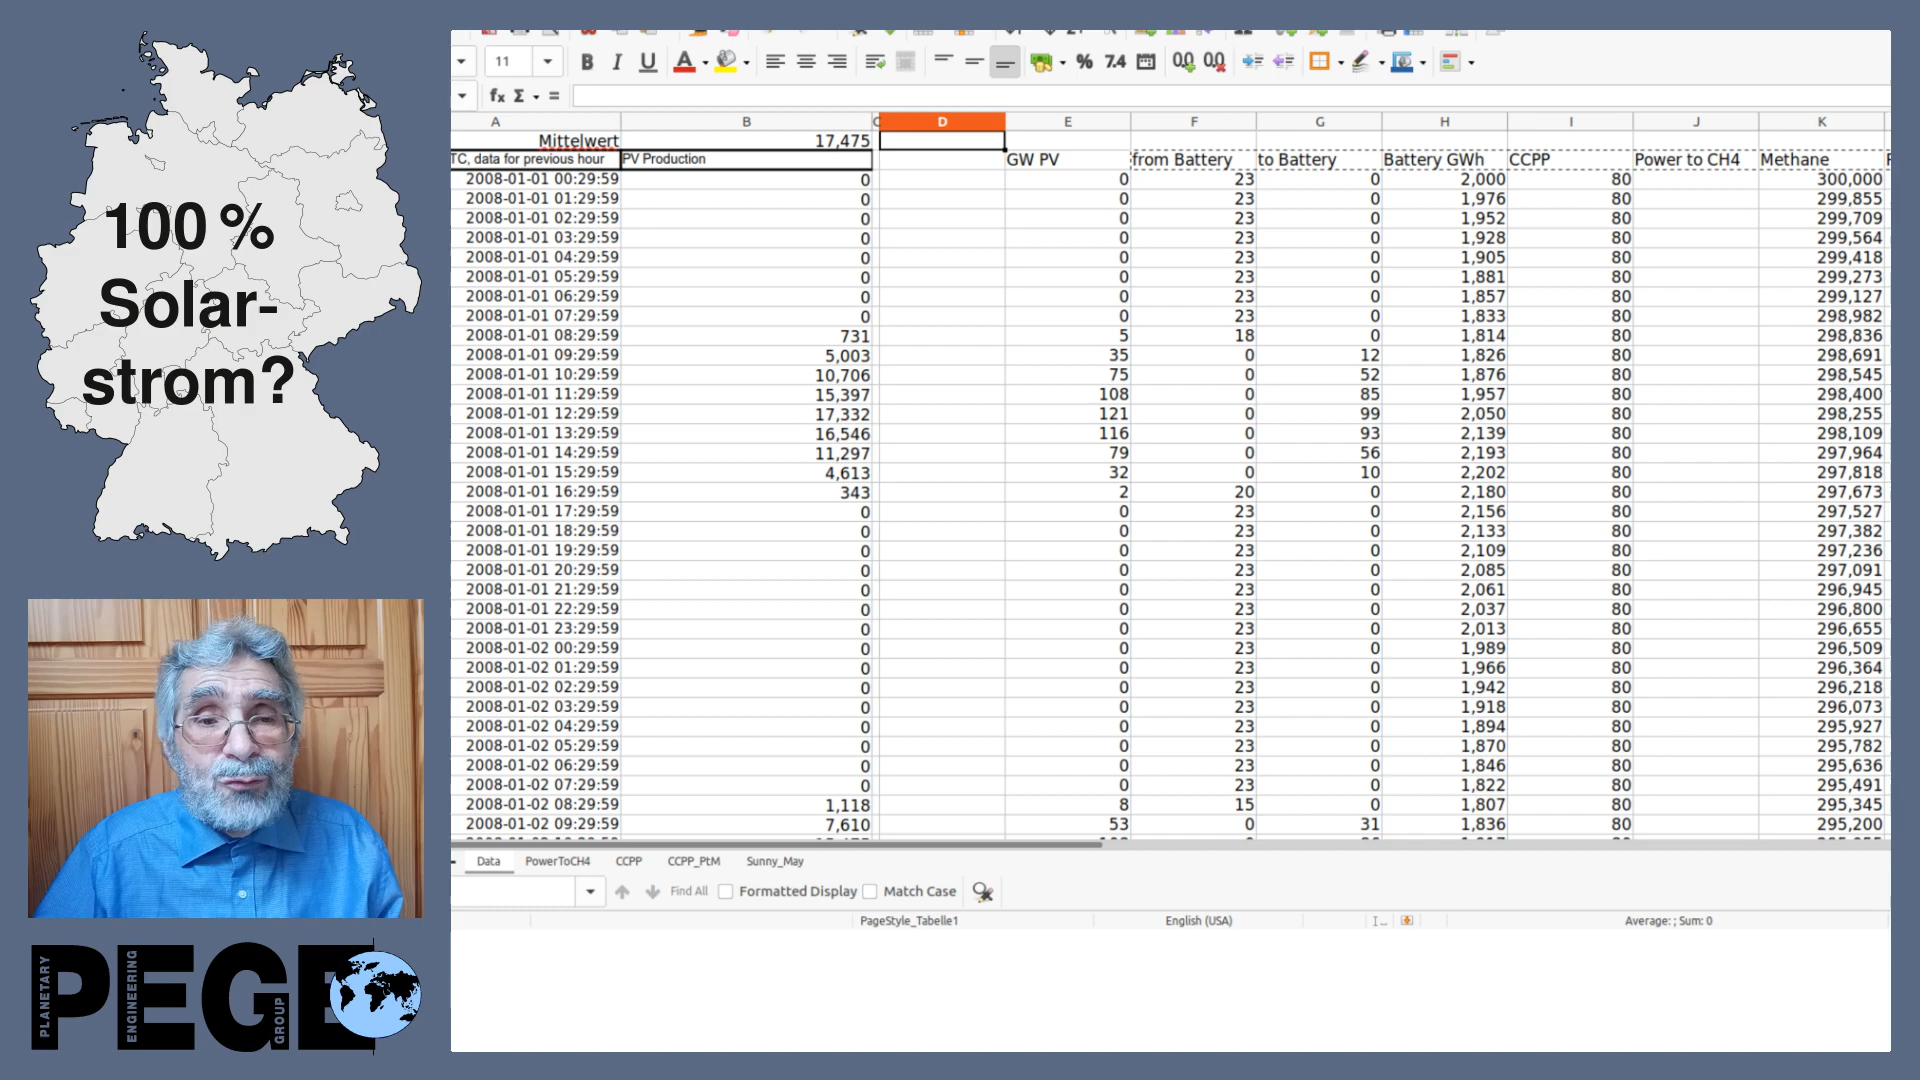 100 %
Solar-
strom?
PLANETARY
ENGINEERING
GROUP
PEGE
11
B I U A % 7.4
fx Σ =
A B C D E F G H I J K
Mittelwert 17,475
TC, data for previous hour PV Production GW PV from Battery to Battery Battery GWh CCPP Power to CH4 Methane
2008-01-01 00:29:59 0 0 23 0 2,000 80 300,000
2008-01-01 01:29:59 0 0 23 0 1,976 80 299,855
2008-01-01 02:29:59 0 0 23 0 1,952 80 299,709
2008-01-01 03:29:59 0 0 23 0 1,928 80 299,564
2008-01-01 04:29:59 0 0 23 0 1,905 80 299,418
2008-01-01 05:29:59 0 0 23 0 1,881 80 299,273
2008-01-01 06:29:59 0 0 23 0 1,857 80 299,127
2008-01-01 07:29:59 0 0 23 0 1,833 80 298,982
2008-01-01 08:29:59 731 5 18 0 1,814 80 298,836
2008-01-01 09:29:59 5,003 35 0 12 1,826 80 298,691
2008-01-01 10:29:59 10,706 75 0 52 1,876 80 298,545
2008-01-01 11:29:59 15,397 108 0 85 1,957 80 298,400
2008-01-01 12:29:59 17,332 121 0 99 2,050 80 298,255
2008-01-01 13:29:59 16,546 116 0 93 2,139 80 298,109
2008-01-01 14:29:59 11,297 79 0 56 2,193 80 297,964
2008-01-01 15:29:59 4,613 32 0 10 2,202 80 297,818
2008-01-01 16:29:59 343 2 20 0 2,180 80 297,673
2008-01-01 17:29:59 0 0 23 0 2,156 80 297,527
2008-01-01 18:29:59 0 0 23 0 2,133 80 297,382
2008-01-01 19:29:59 0 0 23 0 2,109 80 297,236
2008-01-01 20:29:59 0 0 23 0 2,085 80 297,091
2008-01-01 21:29:59 0 0 23 0 2,061 80 296,945
2008-01-01 22:29:59 0 0 23 0 2,037 80 296,800
2008-01-01 23:29:59 0 0 23 0 2,013 80 296,655
2008-01-02 00:29:59 0 0 23 0 1,989 80 296,509
2008-01-02 01:29:59 0 0 23 0 1,966 80 296,364
2008-01-02 02:29:59 0 0 23 0 1,942 80 296,218
2008-01-02 03:29:59 0 0 23 0 1,918 80 296,073
2008-01-02 04:29:59 0 0 23 0 1,894 80 295,927
2008-01-02 05:29:59 0 0 23 0 1,870 80 295,782
2008-01-02 06:29:59 0 0 23 0 1,846 80 295,636
2008-01-02 07:29:59 0 0 23 0 1,822 80 295,491
2008-01-02 08:29:59 1,118 8 15 0 1,807 80 295,345
2008-01-02 09:29:59 7,610 53 0 31 1,836 80 295,200
Data PowerToCH4 CCPP CCPP_PtM Sunny_May
Find All Formatted Display Match Case
PageStyle_Tabelle1 English (USA) Average: ; Sum: 0